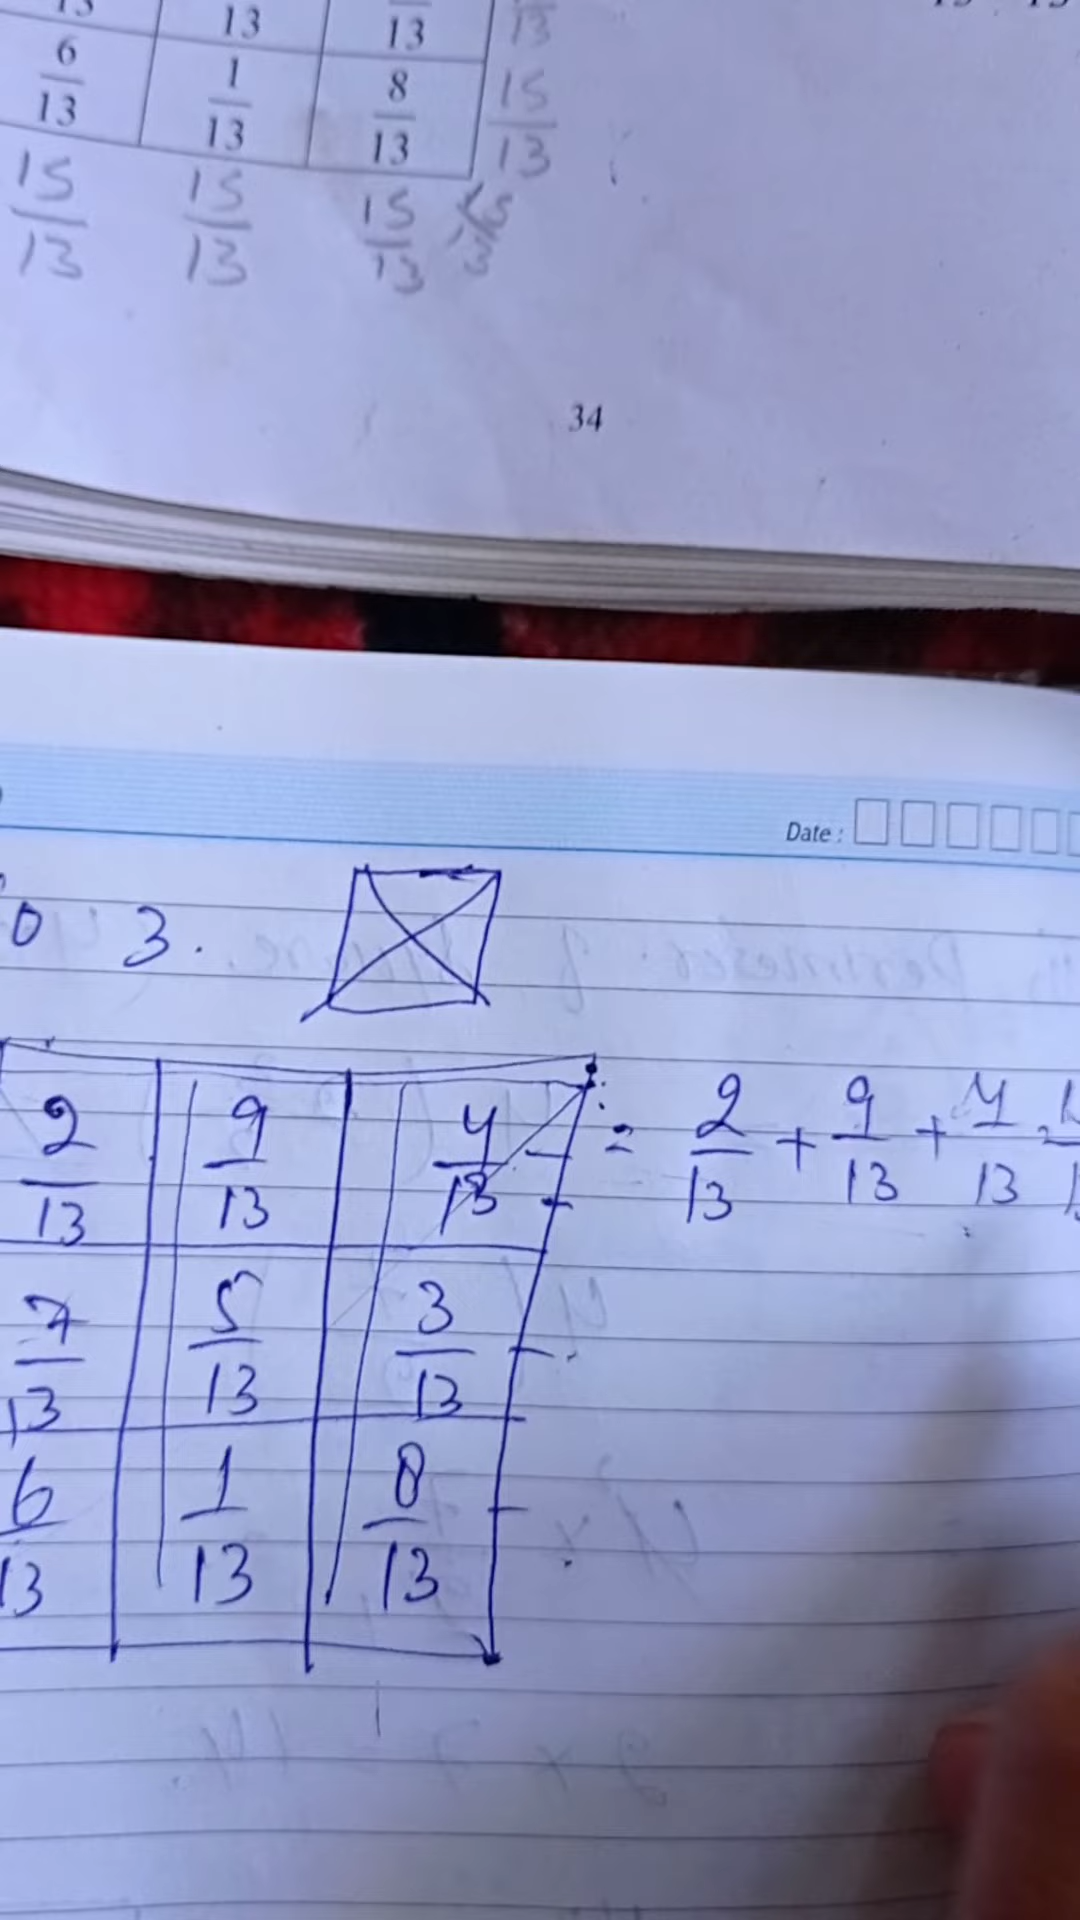 13 13
6/13 1/13 8/13 15/13
15/13 15/13 15/13
34
Date :
3.
2/13 9/13 4/13 = 2/13 + 9/13 + 4/13
7/13 5/13 3/13
6/13 1/13 8/13